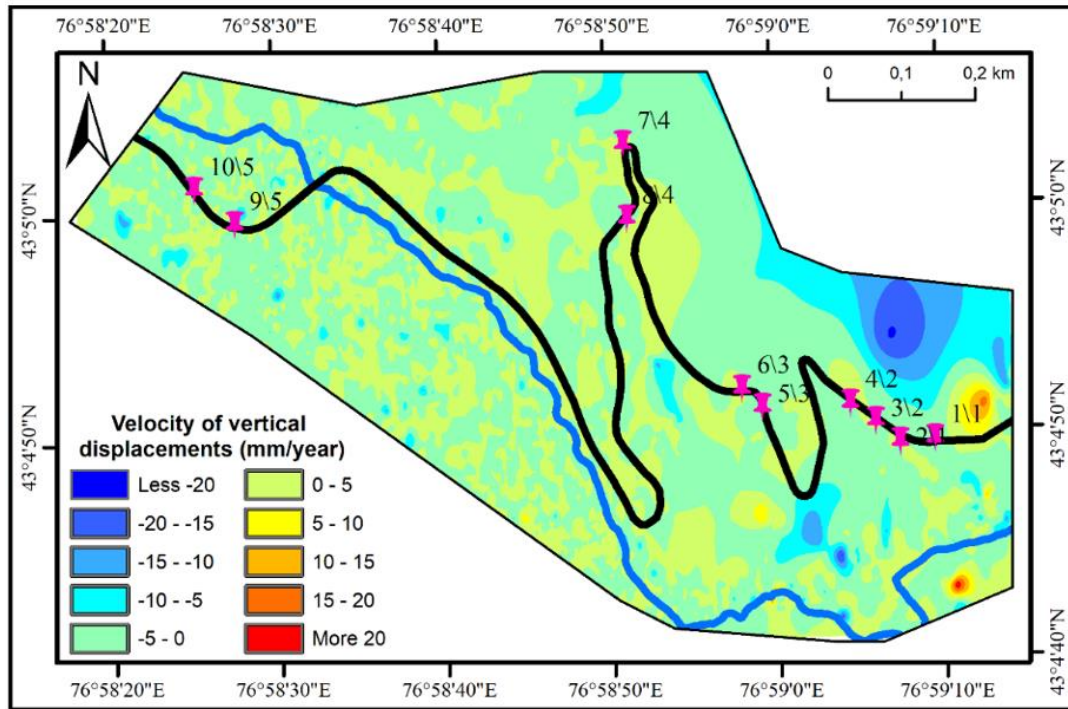 76°58'20"E 76°58'30"E 76°58'40"E 76°58'50"E 76°59'0"E 76°59'10"E
N
0 0,1 0,2 km
7\4
10\5
8\4
9\5
43°5'0"N
43°5'0"N
6\3
4\2
5\3
3\2
1\1
2\1
43°4'50"N
43°4'50"N
Velocity of vertical
displacements (mm/year)
Less -20
0 - 5
-20 - -15
5 - 10
-15 - -10
10 - 15
-10 - -5
15 - 20
-5 - 0
More 20
43°4'40"N
76°58'20"E 76°58'30"E 76°58'40"E 76°58'50"E 76°59'0"E 76°59'10"E